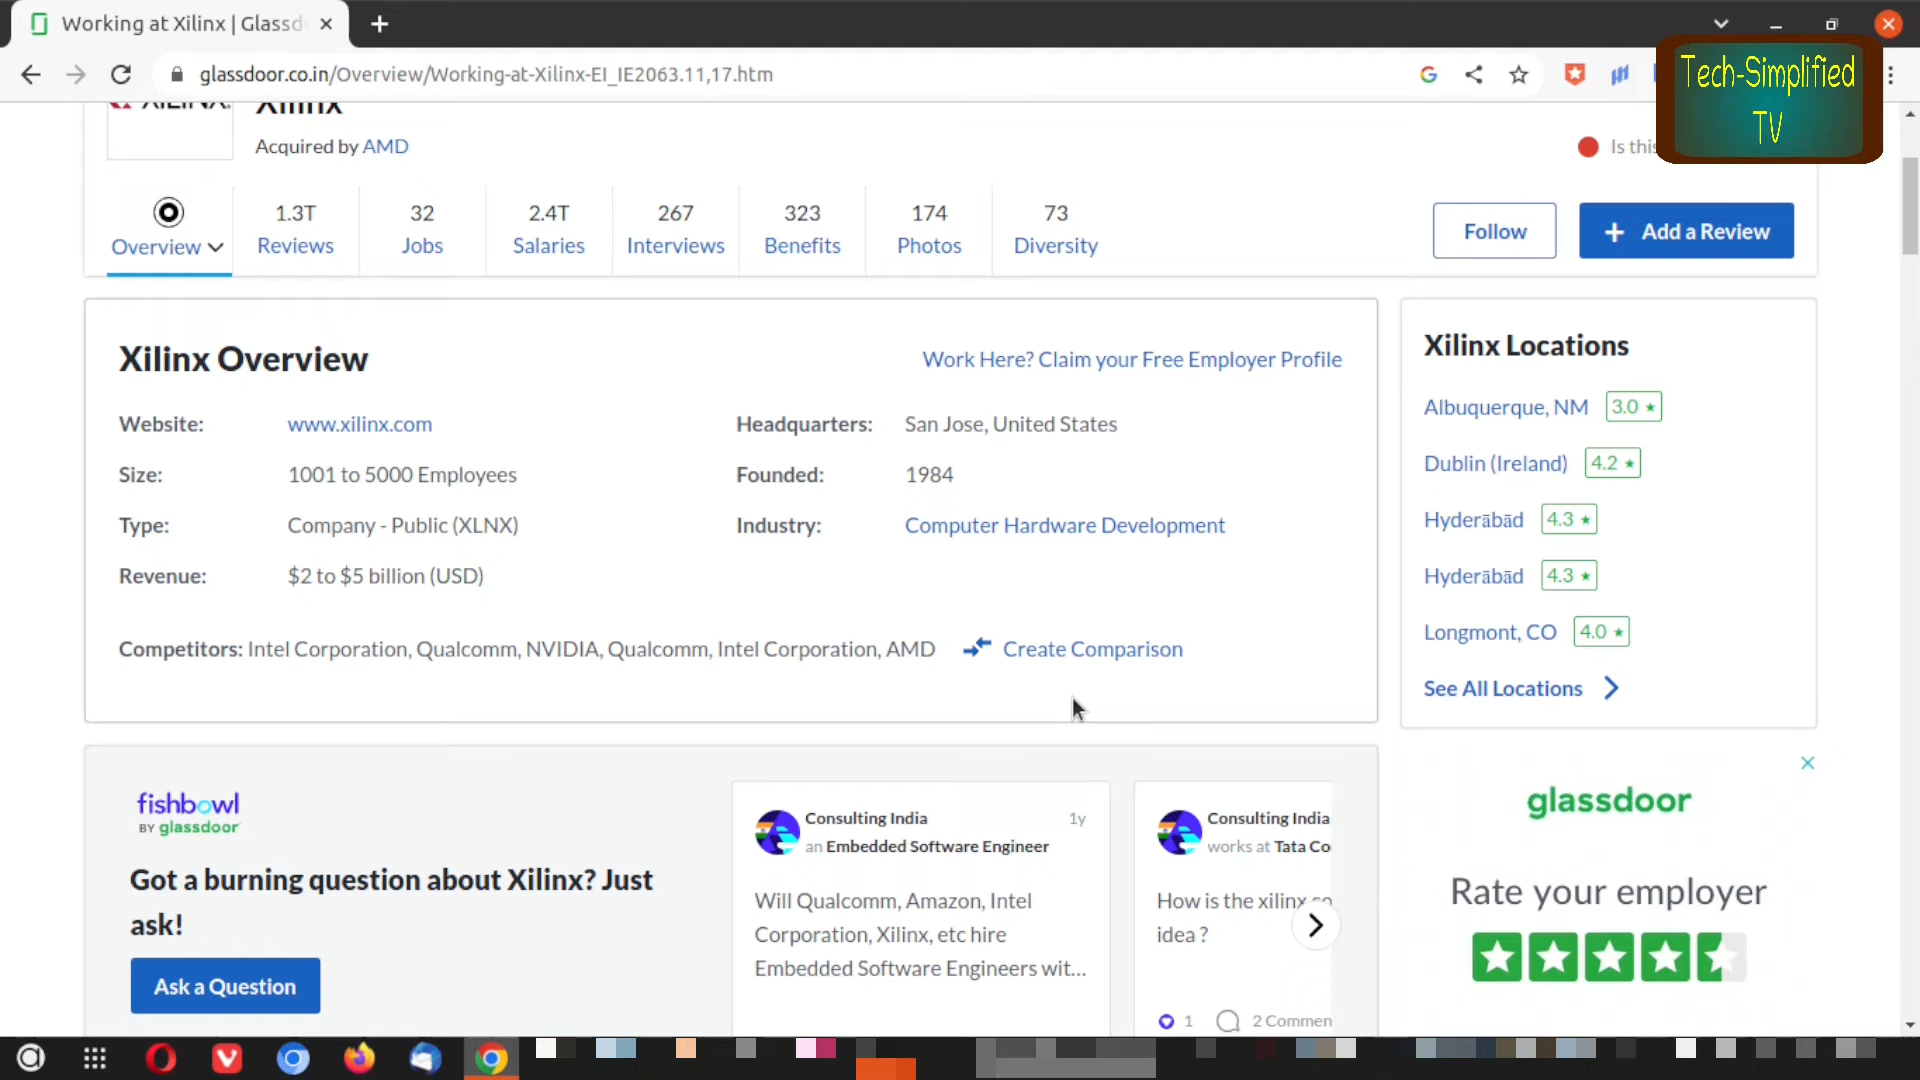 Working at Xilinx | Glassd
glassdoor.co.in/Overview/Working-at-Xilinx-EI_IE2063.11,17.htm
Tech-Simplified
TV
XILINX
Xilinx
Acquired by AMD
Is this
Overview
1.3T
Reviews
32
Jobs
2.4T
Salaries
267
Interviews
323
Benefits
174
Photos
73
Diversity
Follow
+ Add a Review
Xilinx Overview
Work Here? Claim your Free Employer Profile
Website: www.xilinx.com
Headquarters: San Jose, United States
Size: 1001 to 5000 Employees
Founded: 1984
Type: Company - Public (XLNX)
Industry: Computer Hardware Development
Revenue: $2 to $5 billion (USD)
Competitors: Intel Corporation, Qualcomm, NVIDIA, Qualcomm, Intel Corporation, AMD
Create Comparison
Xilinx Locations
Albuquerque, NM 3.0 ★
Dublin (Ireland) 4.2 ★
Hyderābād 4.3 ★
Hyderābād 4.3 ★
Longmont, CO 4.0 ★
See All Locations
fishbowl
BY glassdoor
Got a burning question about Xilinx? Just
ask!
Ask a Question
Consulting India 1y
an Embedded Software Engineer
Will Qualcomm, Amazon, Intel
Corporation, Xilinx, etc hire
Embedded Software Engineers wit...
Consulting India
works at Tata Co
How is the xilinx co
idea ?
1 2 Commen
glassdoor
Rate your employer